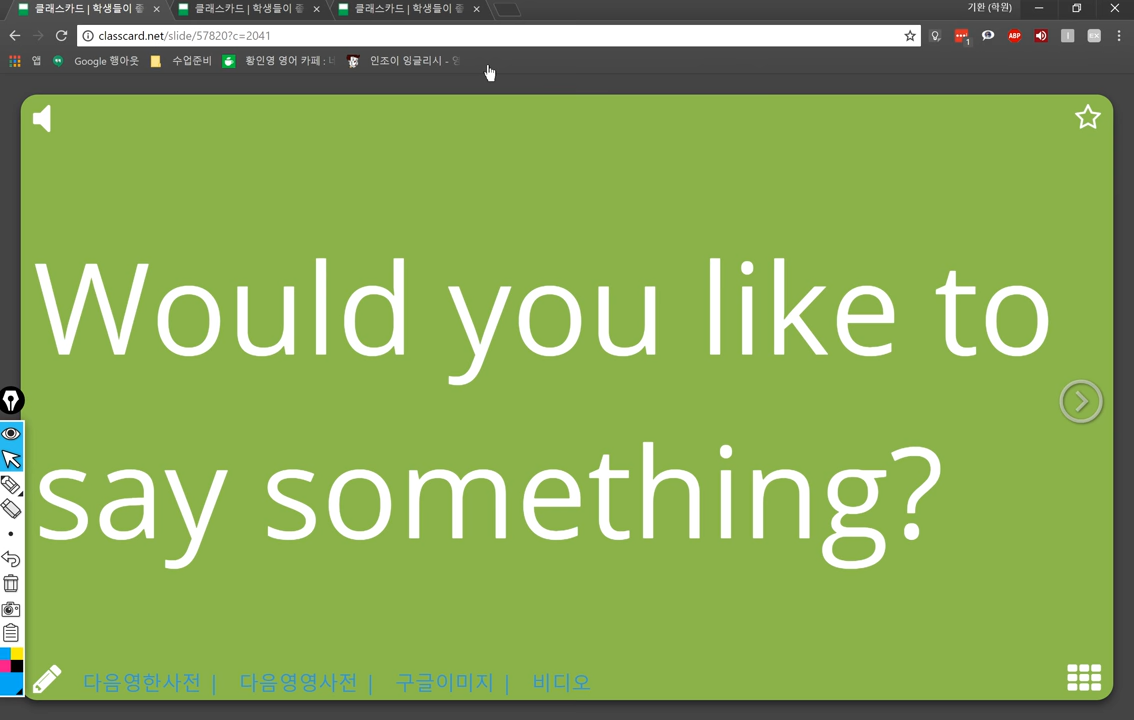 클래스카드 | 학생들이 클래스카드 | 학생들이 클래스카드 | 학생들이 기환 (학원)
classcard.net/slide/57820?c=2041
앱 Google 행아웃 수업준비 황인영 영어 카페 : 인조이 잉글리시 -
Would you like to
say something?
다음영한사전 | 다음영영사전 | 구글이미지 | 비디오